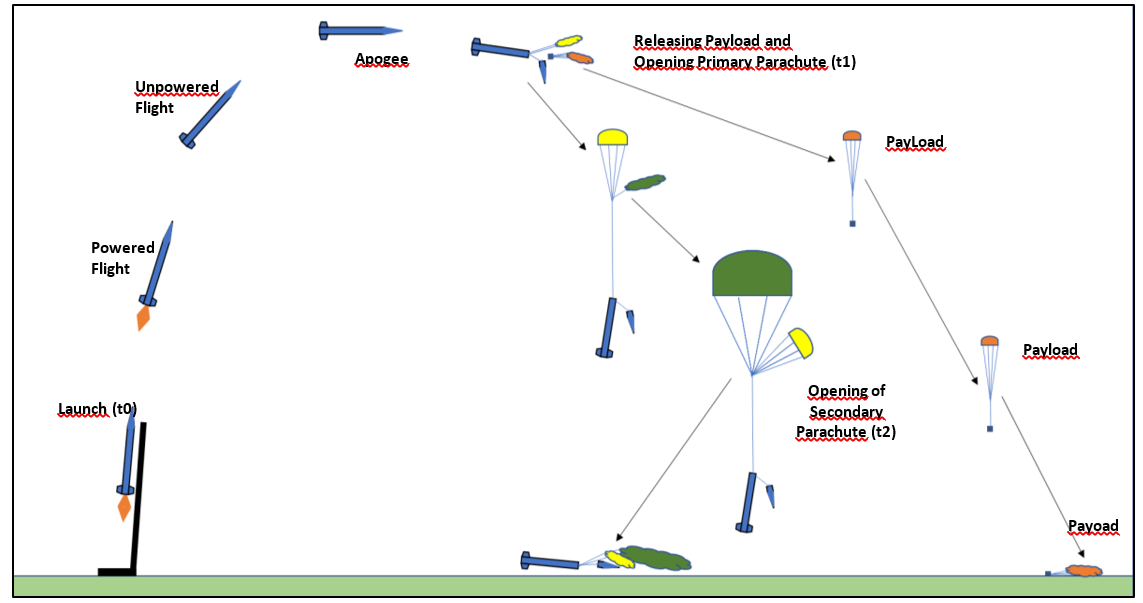 Apogee
Releasing Payload and
Opening Primary Parachute (t1)
Unpowered
Flight
PayLoad
Powered
Flight
Payload
Launch (t0)
Opening of
Secondary
Parachute (t2)
Payoad